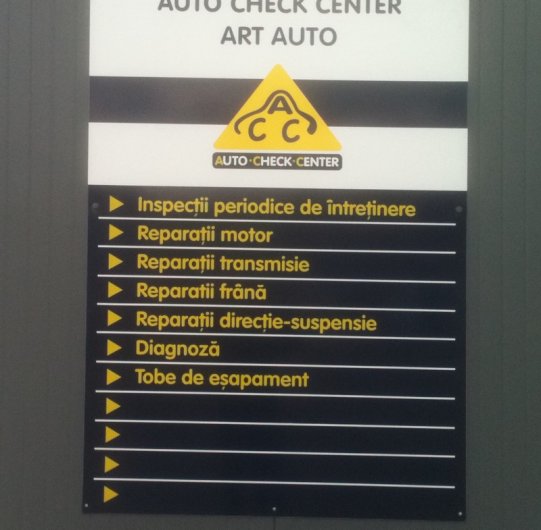 AUTO CHECK CENTER
ART AUTO
A
C C
AUTO·CHECK·CENTER
Inspecții periodice de întreținere
Reparații motor
Reparații transmisie
Reparatii frână
Reparații direcție-suspensie
Diagnoză
Tobe de eșapament